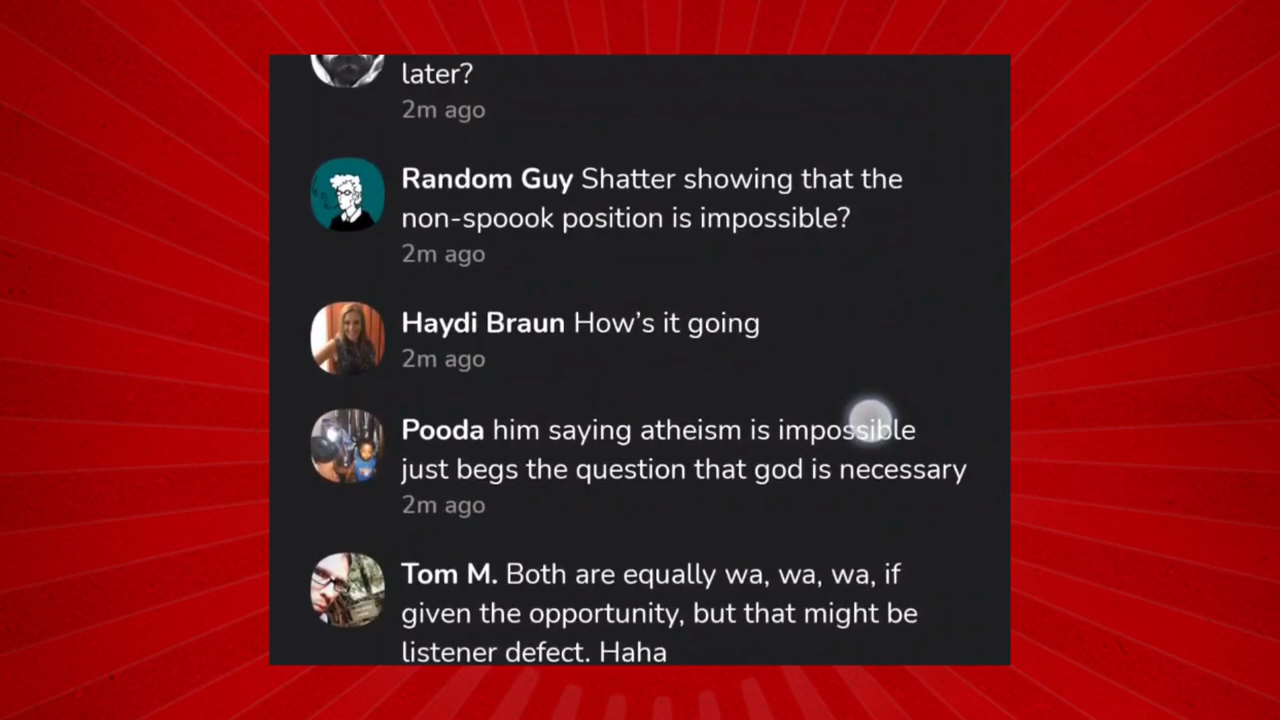 later?
2m ago
Random Guy Shatter showing that the
non-spoook position is impossible?
2m ago
Haydi Braun How’s it going
2m ago
Pooda him saying atheism is impossible
just begs the question that god is necessary
2m ago
Tom M. Both are equally wa, wa, wa, if
given the opportunity, but that might be
listener defect. Haha